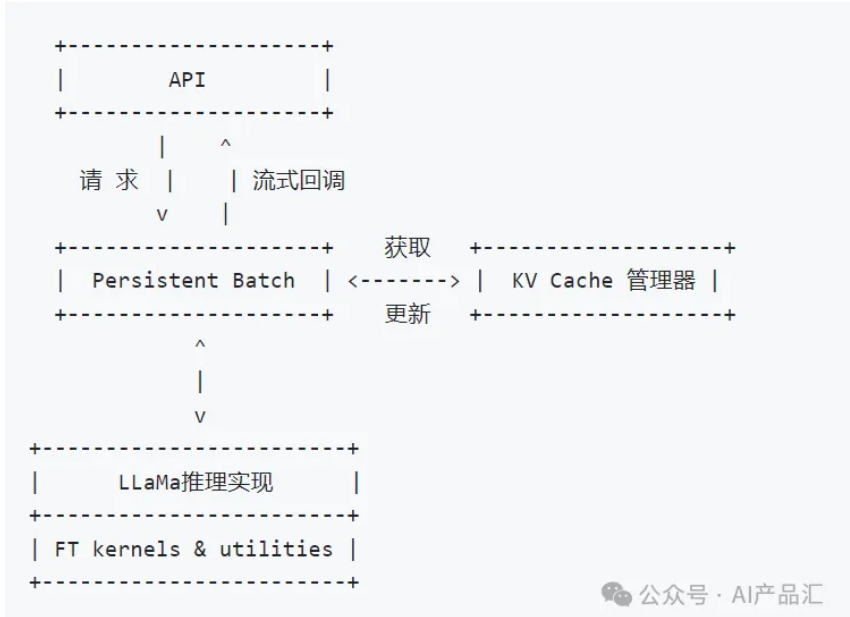 API
请 求 流式回调
获取
Persistent Batch KV Cache 管理器
更新
LLaMa推理实现
FT kernels & utilities
公众号 · AI产品汇